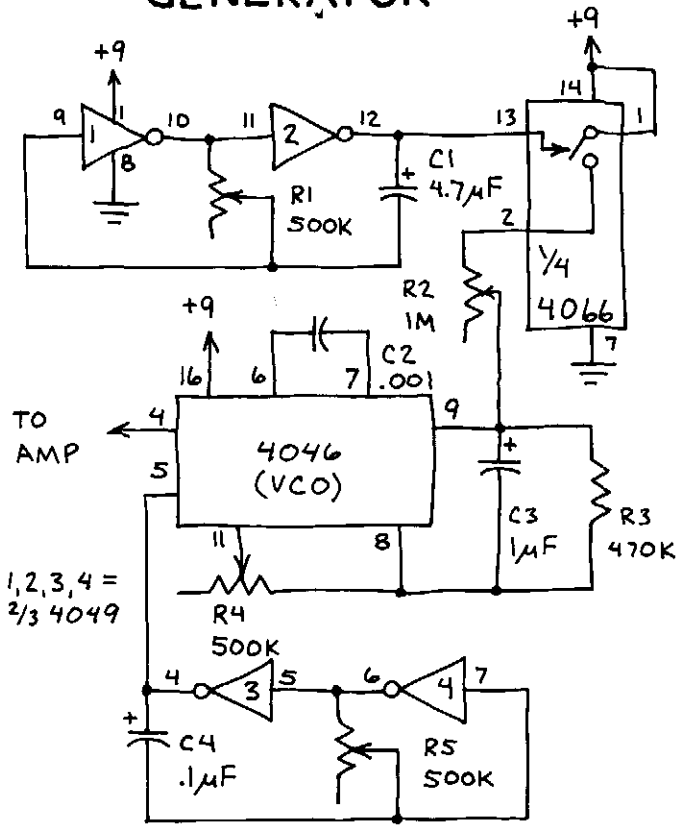 +9
+9
14
9
1
1
10
11
2
12
13
1
8
C1
+
4.7µF
R1
500K
2
1/4
4066
R2
1M
7
+9
C2
.001
16
6
7
TO
AMP
4
9
4046
(VCO)
+
5
C3
1µF
R3
470K
11
8
1,2,3,4 =
2/3 4049
R4
500K
4
3
5
6
4
7
+
C4
.1µF
R5
500K